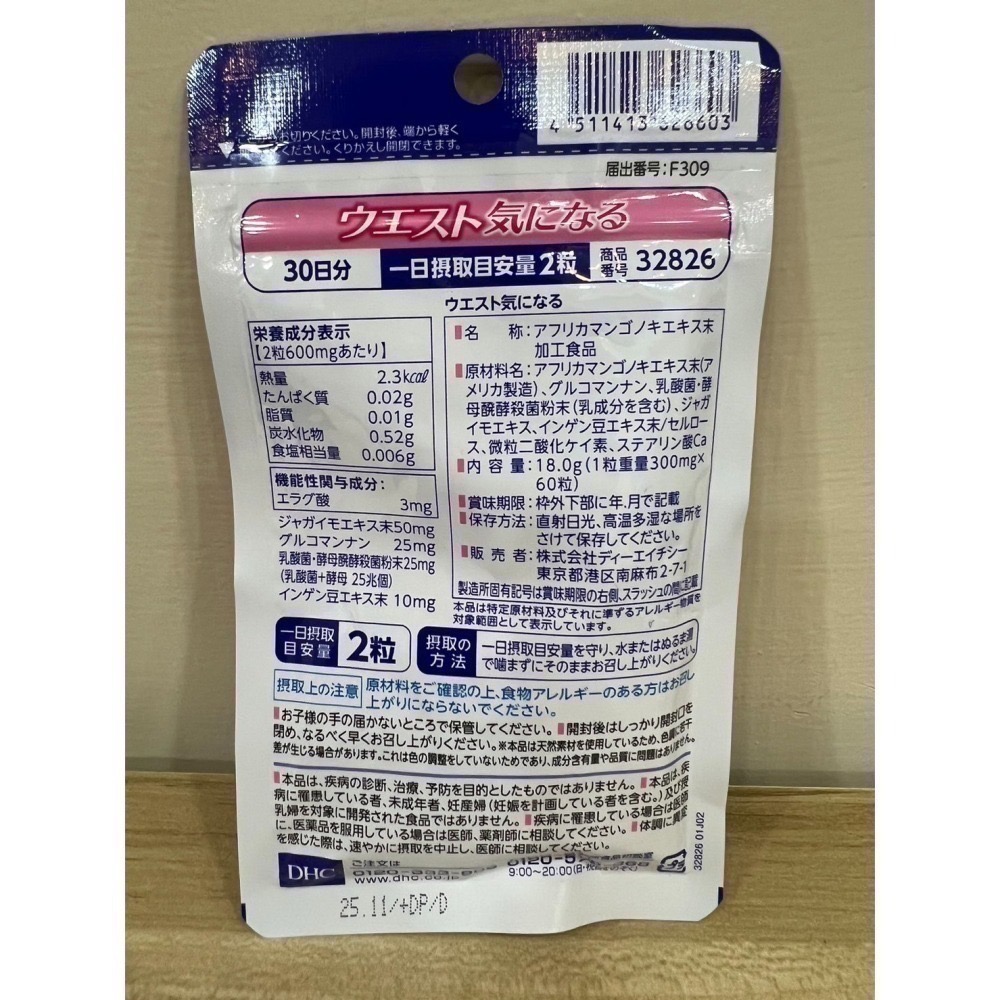 お切りください。開封後、端から軽く
ください。くりかえし開閉できます。
4 511413 328603
届出番号：F309
ウエスト気になる
30日分 一日摂取目安量2粒 商品番号 32826
栄養成分表示
【2粒600mgあたり】
熱量 2.3kcal
たんぱく質 0.02g
脂質 0.01g
炭水化物 0.52g
食塩相当量 0.006g
機能性関与成分：
エラグ酸 3mg
ジャガイモエキス末50mg
グルコマンナン 25mg
乳酸菌・酵母醗酵殺菌粉末25mg
(乳酸菌+酵母 25兆個)
インゲン豆エキス末 10mg
ウエスト気になる
名称：アフリカマンゴノキエキス末
加工食品
原材料名：アフリカマンゴノキエキス末(ア
メリカ製造)、グルコマンナン、乳酸菌・酵
母醗酵殺菌粉末(乳成分を含む)、ジャガ
イモエキス、インゲン豆エキス末/セルロー
ス、微粒二酸化ケイ素、ステアリン酸Ca
内容量：18.0g(1粒重量300mg×
60粒)
賞味期限：枠外下部に年.月で記載
保存方法：直射日光、高温多湿な場所を
さけて保存してください。
販売者：株式会社ディーエイチシー
東京都港区南麻布2-7-1
製造所固有記号は賞味期限の右側、スラッシュの間に記載
本品は特定原材料及びそれに準ずるアレルギー物質を
対象範囲として表示しています。
一日摂取目安量 2粒
摂取の方法 一日摂取目安量を守り、水またはぬるま湯
で噛まずにそのままお召し上がりください。
摂取上の注意 原材料をご確認の上、食物アレルギーのある方はお召し
上がりにならないでください。
お子様の手の届かないところで保管してください。 開封後はしっかり開封口を
閉め、なるべく早くお召し上がりください。※本品は天然素材を使用しているため、色調に若干
差が生じる場合があります。これは色の調整をしていないためであり、成分含有量や品質に問題はありません。
本品は、疾病の診断、治療、予防を目的としたものではありません。 本品は、疾
病に罹患している者、未成年者、妊産婦(妊娠を計画している者を含む。)及び授
乳婦を対象に開発された食品ではありません。 疾病に罹患している場合は医師
に、医薬品を服用している場合は医師、薬剤師に相談してください。 体調に異変
を感じた際は、速やかに摂取を中止し、医師に相談してください。
32826 01J02
DHC
ご注文は
www.dhc.co.jp
9:00~20:00
25.11/+DP/D